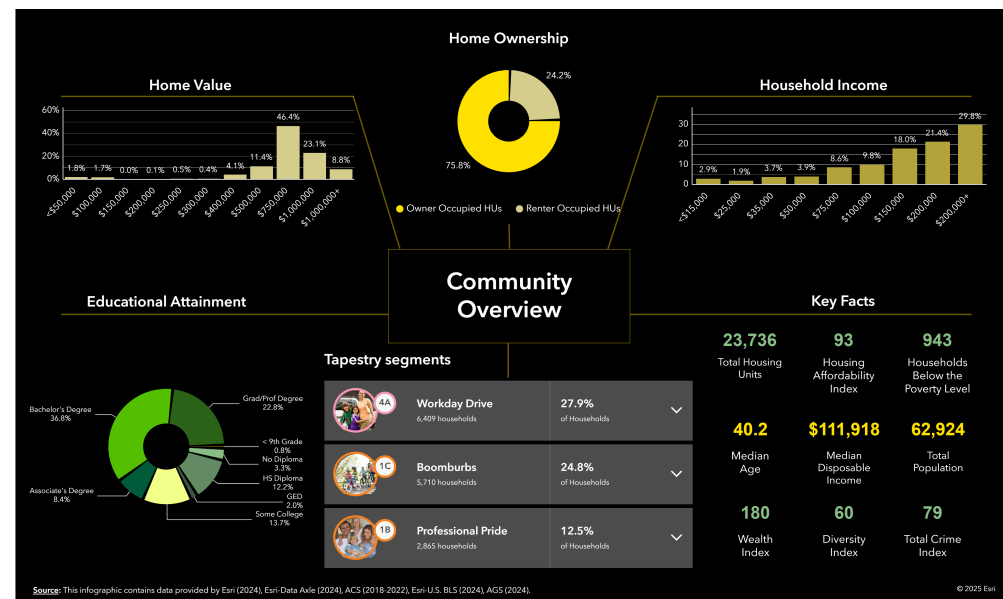 Home Ownership
24.2%
75.8%
Owner Occupied HUs
Renter Occupied HUs
Home Value
60%
40%
20%
0%
1.8%
1.7%
0.0%
0.1%
0.5%
0.4%
4.1%
11.4%
46.4%
23.1%
8.8%
<$50,000
$100,000
$150,000
$200,000
$250,000
$300,000
$400,000
$500,000
$750,000
$1,000,000
$1,000,000+
Household Income
30
20
10
0
2.9%
1.9%
3.7%
3.9%
8.6%
9.8%
18.0%
21.4%
29.8%
<$15,000
$25,000
$35,000
$50,000
$75,000
$100,000
$150,000
$200,000
$200,000+
Community
Overview
Educational Attainment
Bachelor's Degree
36.8%
Grad/Prof Degree
22.8%
< 9th Grade
0.8%
No Diploma
3.3%
HS Diploma
12.2%
GED
2.0%
Some College
13.7%
Associate's Degree
8.4%
Tapestry segments
4A
Workday Drive
6,409 households
27.9%
of Households
1C
Boomburbs
5,710 households
24.8%
of Households
1B
Professional Pride
2,865 households
12.5%
of Households
Key Facts
23,736
Total Housing
Units
93
Housing
Affordability
Index
943
Households
Below the
Poverty Level
40.2
Median
Age
$111,918
Median
Disposable
Income
62,924
Total
Population
180
Wealth
Index
60
Diversity
Index
79
Total Crime
Index
Source: This infographic contains data provided by Esri (2024), Esri-Data Axle (2024), ACS (2018-2022), Esri-U.S. BLS (2024), AGS (2024).
© 2025 Esri